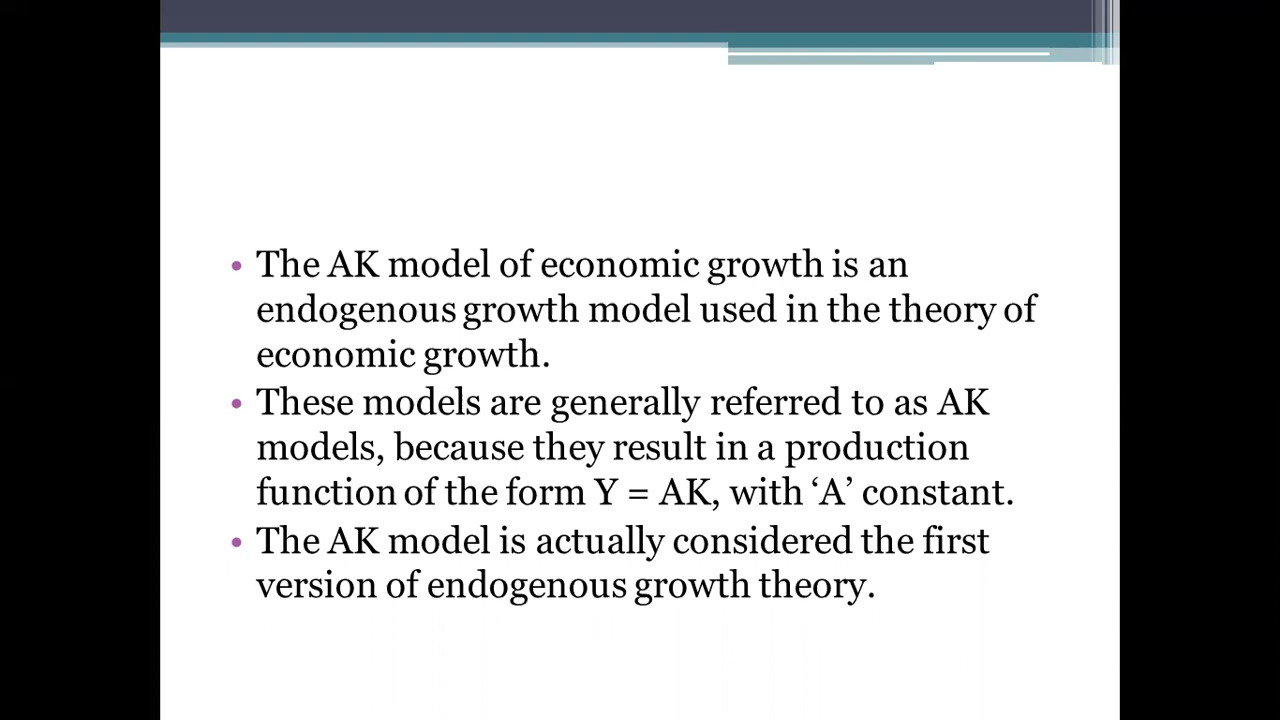 • The AK model of economic growth is an
endogenous growth model used in the theory of
economic growth.
• These models are generally referred to as AK
models, because they result in a production
function of the form Y = AK, with ‘A’ constant.
• The AK model is actually considered the first
version of endogenous growth theory.